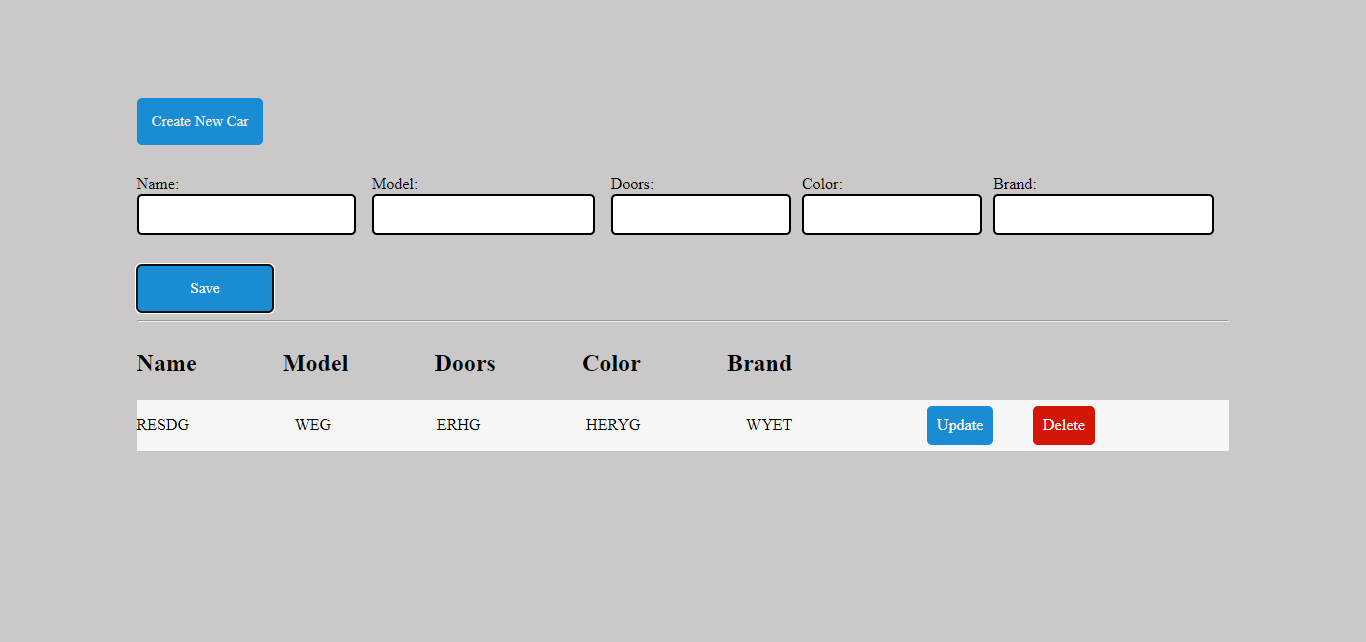 Create New Car
Name: Model: Doors: Color: Brand:
Save
Name Model Doors Color Brand
RESDG WEG ERHG HERYG WYET Update Delete